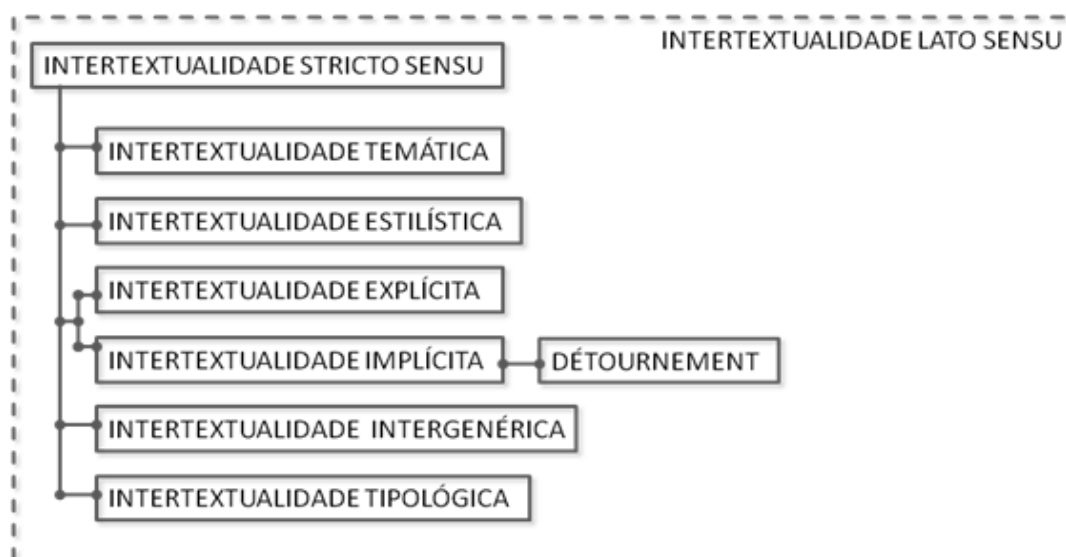 INTERTEXTUALIDADE LATO SENSU
INTERTEXTUALIDADE STRICTO SENSU
INTERTEXTUALIDADE TEMÁTICA
INTERTEXTUALIDADE ESTILÍSTICA
INTERTEXTUALIDADE EXPLÍCITA
INTERTEXTUALIDADE IMPLÍCITA
DÉTOURNEMENT
INTERTEXTUALIDADE INTERGENÉRICA
INTERTEXTUALIDADE TIPOLÓGICA